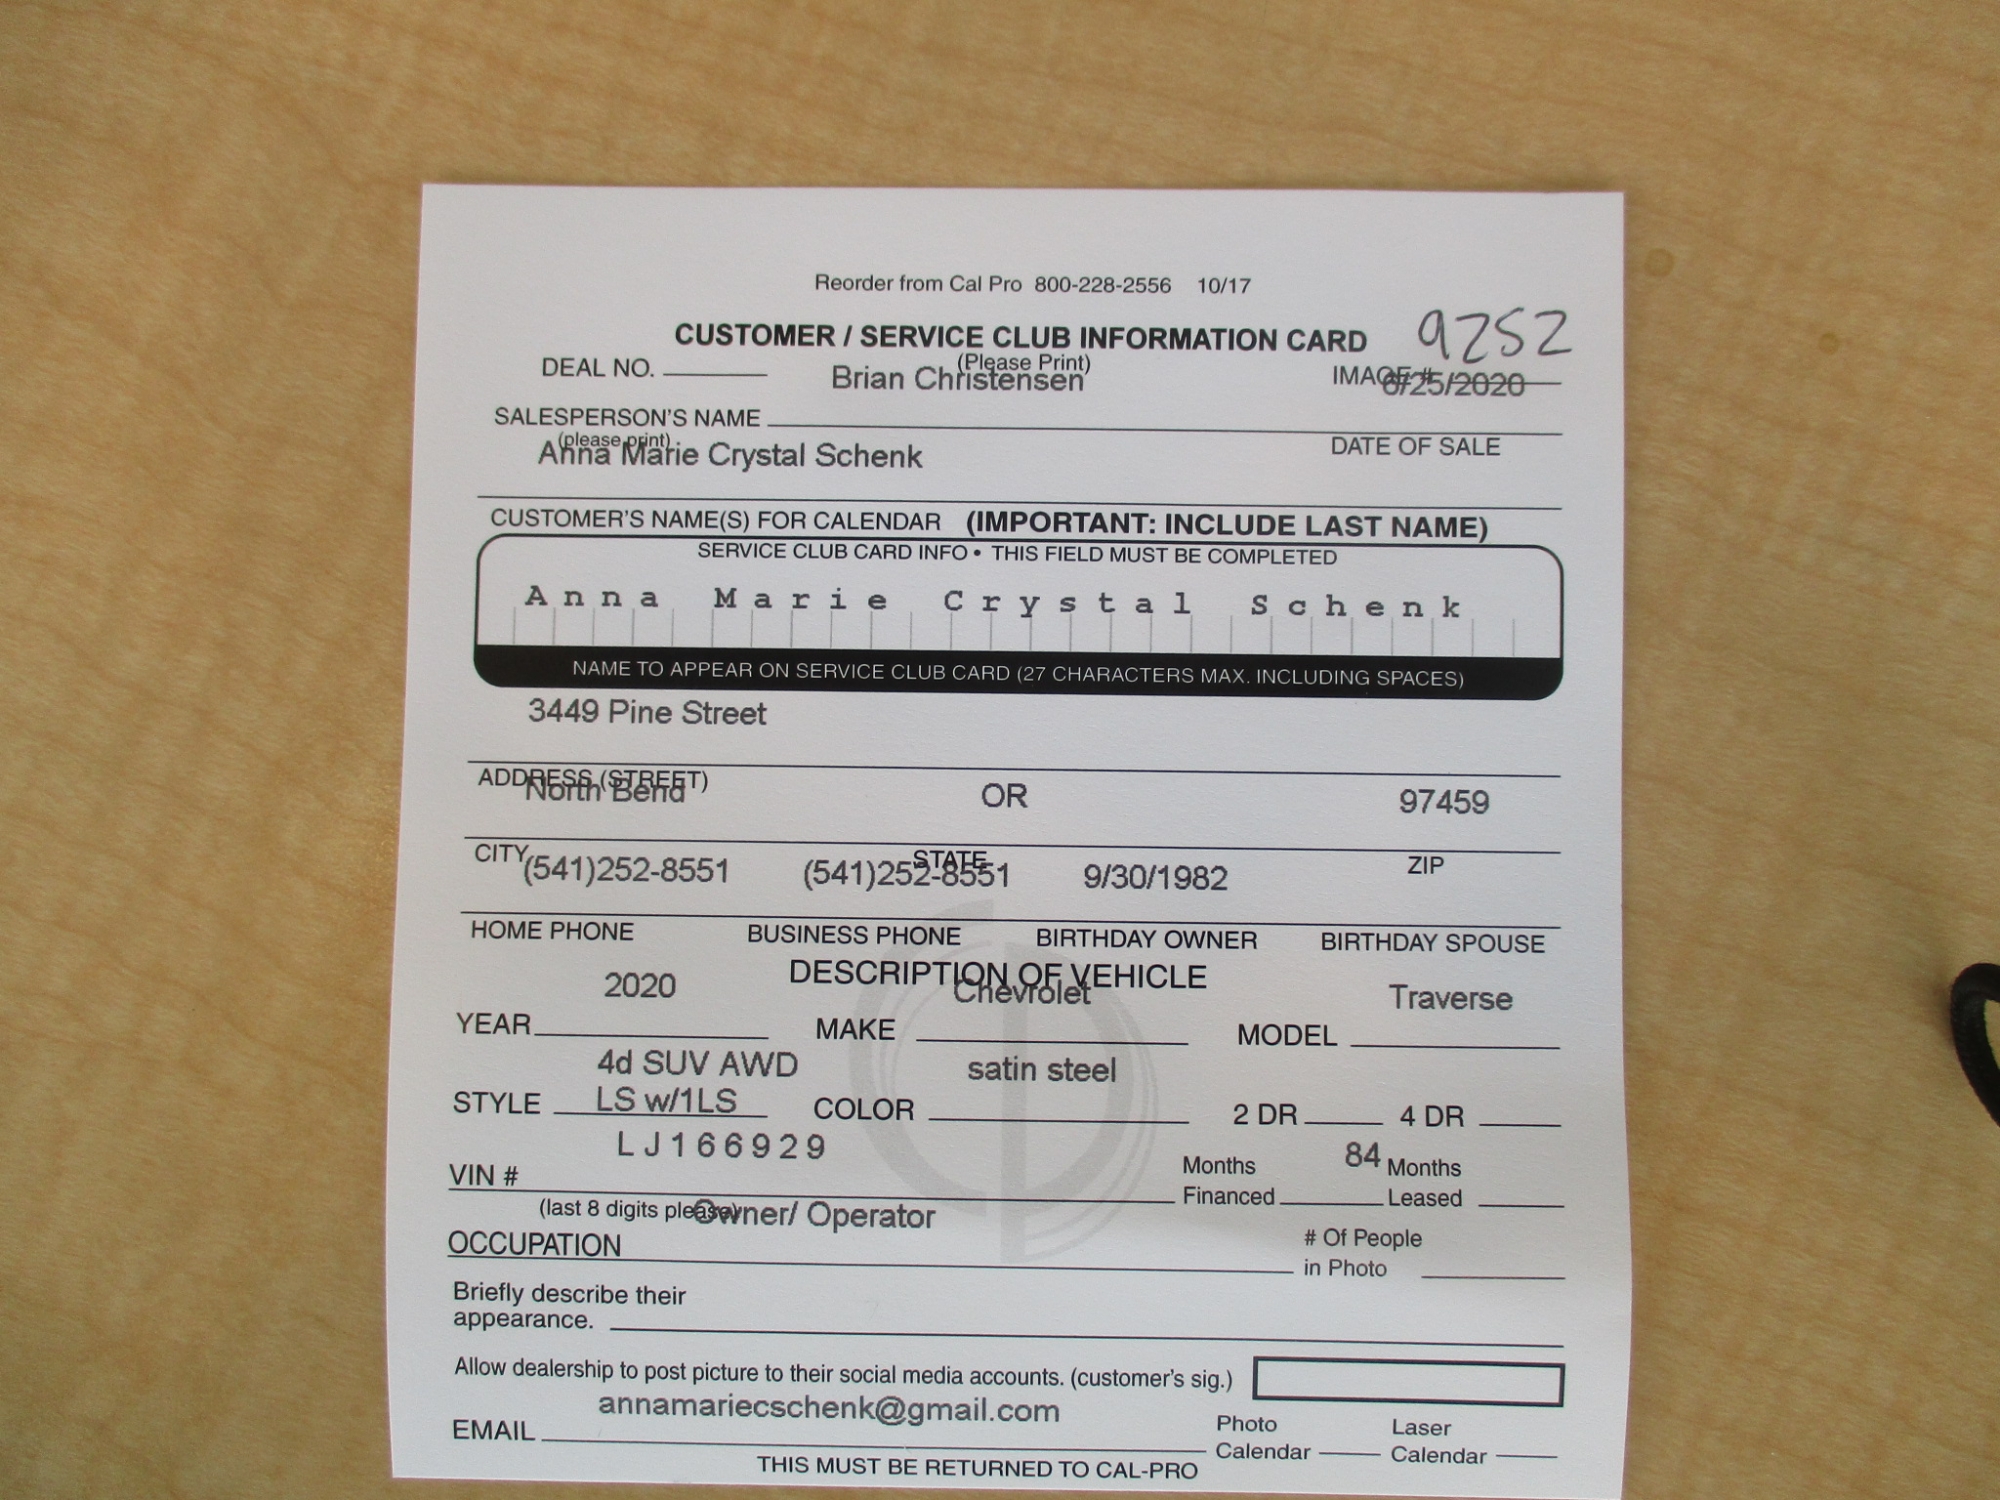 Reorder from Cal Pro 800-228-2556 10/17
CUSTOMER / SERVICE CLUB INFORMATION CARD 9252
(Please Print)
DEAL NO. Brian Christensen IMAGE # 6/25/2020
SALESPERSON'S NAME
(please print) DATE OF SALE
Anna Marie Crystal Schenk
CUSTOMER'S NAME(S) FOR CALENDAR (IMPORTANT: INCLUDE LAST NAME)
SERVICE CLUB CARD INFO • THIS FIELD MUST BE COMPLETED
Anna Marie Crystal Schenk
NAME TO APPEAR ON SERVICE CLUB CARD (27 CHARACTERS MAX. INCLUDING SPACES)
3449 Pine Street
ADDRESS (STREET)
North Bend OR 97459
CITY STATE ZIP
(541)252-8551 (541)252-8551 9/30/1982
HOME PHONE BUSINESS PHONE BIRTHDAY OWNER BIRTHDAY SPOUSE
DESCRIPTION OF VEHICLE
2020 Chevrolet Traverse
YEAR MAKE MODEL
4d SUV AWD satin steel
STYLE LS w/1LS COLOR 2 DR 4 DR
LJ166929 84
VIN # Months Financed Months Leased
(last 8 digits please) Owner/ Operator
OCCUPATION # Of People in Photo
Briefly describe their
appearance.
Allow dealership to post picture to their social media accounts. (customer's sig.)
annamariecschenk@gmail.com
EMAIL Photo Calendar Laser Calendar
THIS MUST BE RETURNED TO CAL-PRO